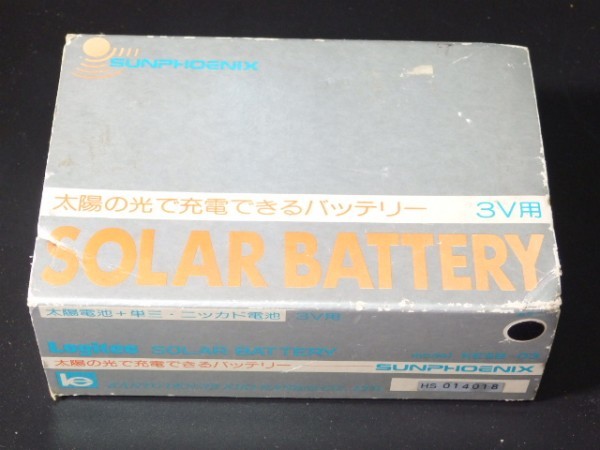 SUNPHOENIX
太陽の光で充電できるバッテリー 3V用
SOLAR BATTERY
太陽電池+単三・ニッカド電池 3V用
SOLAR BATTERY
太陽の光で充電できるバッテリー SUNPHOENIX
HS 014018